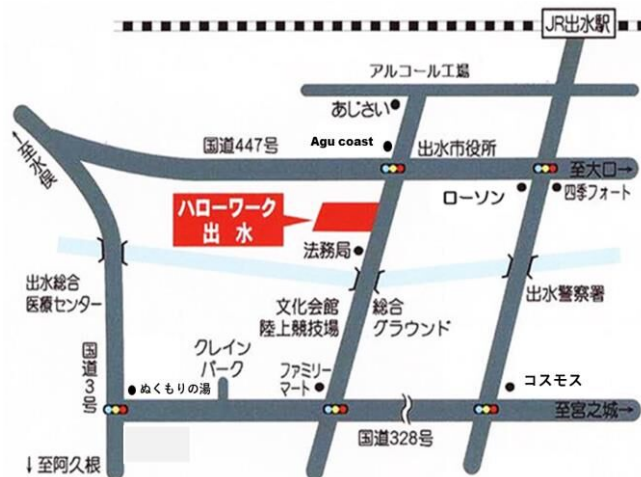 JR出水駅
アルコール工場
あじさい
Agu coast
出水市役所
国道447号
至大口→
←至水俣
ハローワーク
出水
ローソン
四季フォート
法務局
出水総合
医療センター
文化会館
陸上競技場
総合
グラウンド
出水警察署
国道3号
クレイン
パーク
ぬくもりの湯
ファミリー
マート
コスモス
至宮之城→
国道328号
↓至阿久根